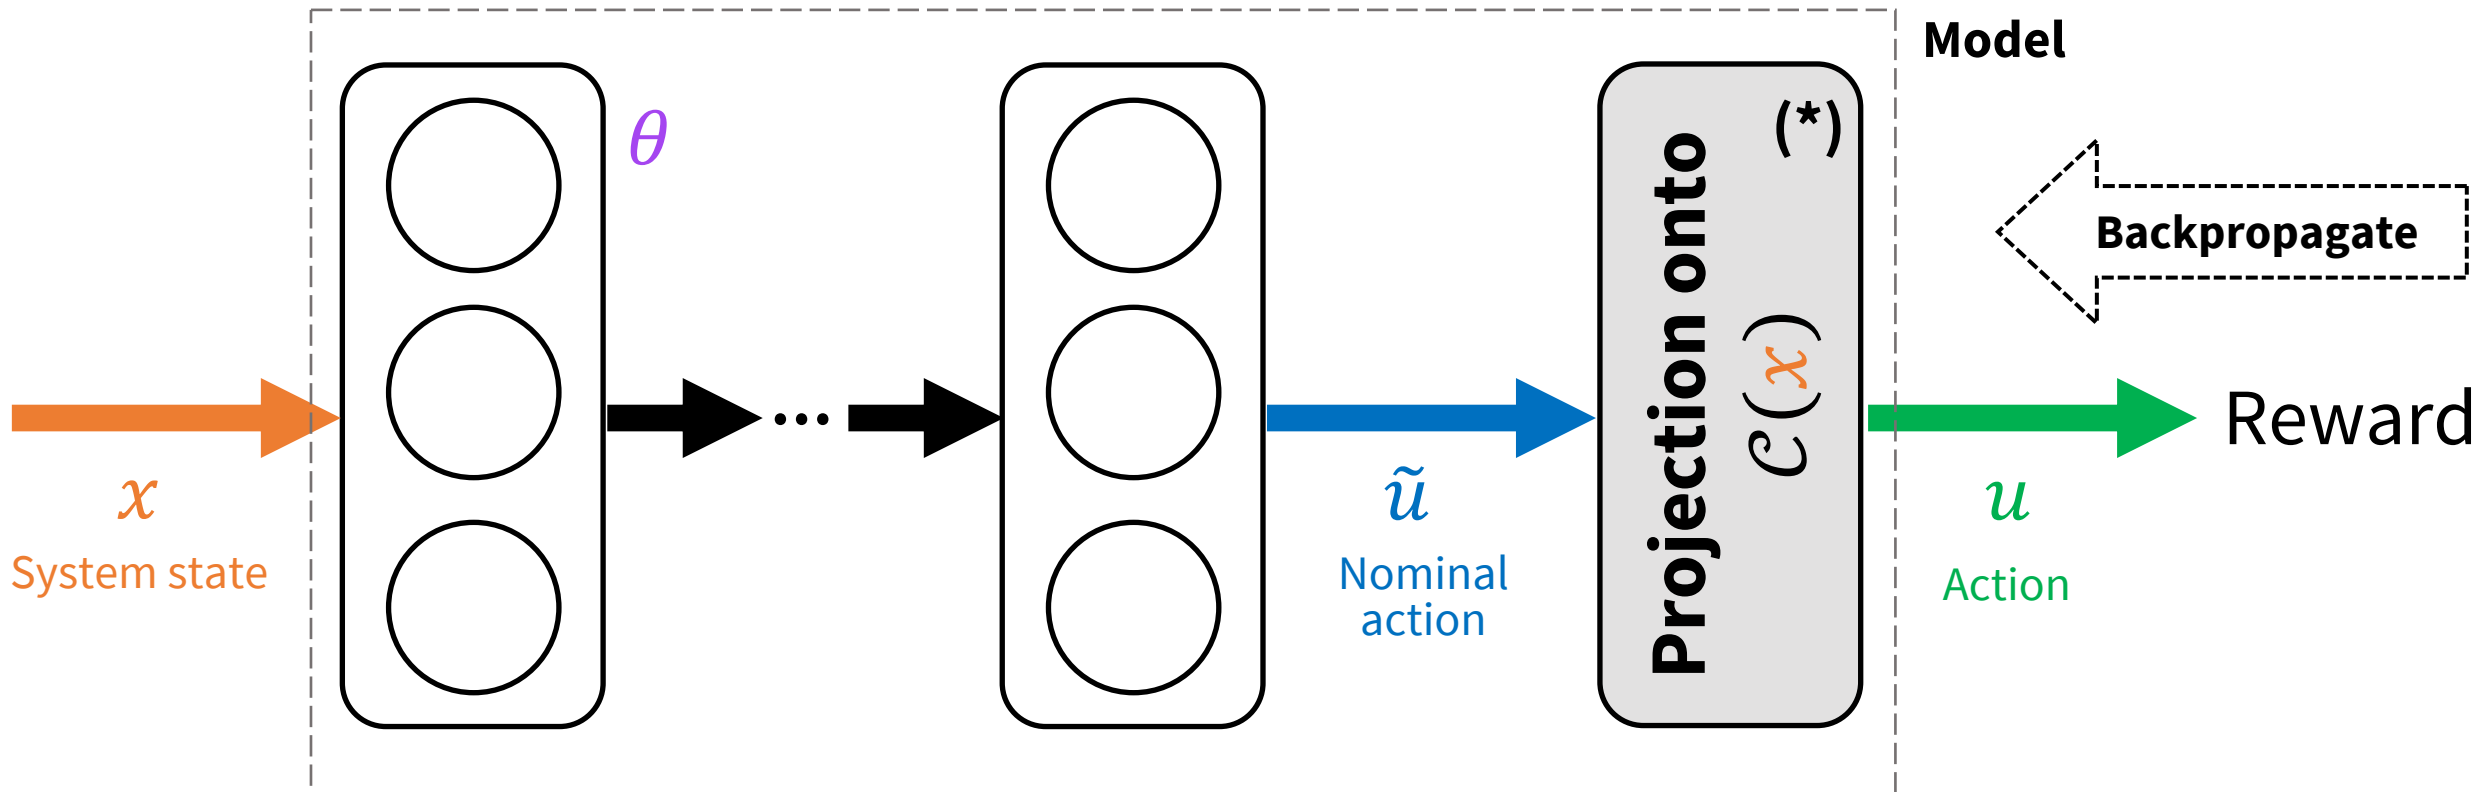 Model
θ
(*)
Projection onto
𝒞(x)
Backpropagate
...
x
System state
ũ
Nominal
action
u
Action
Reward